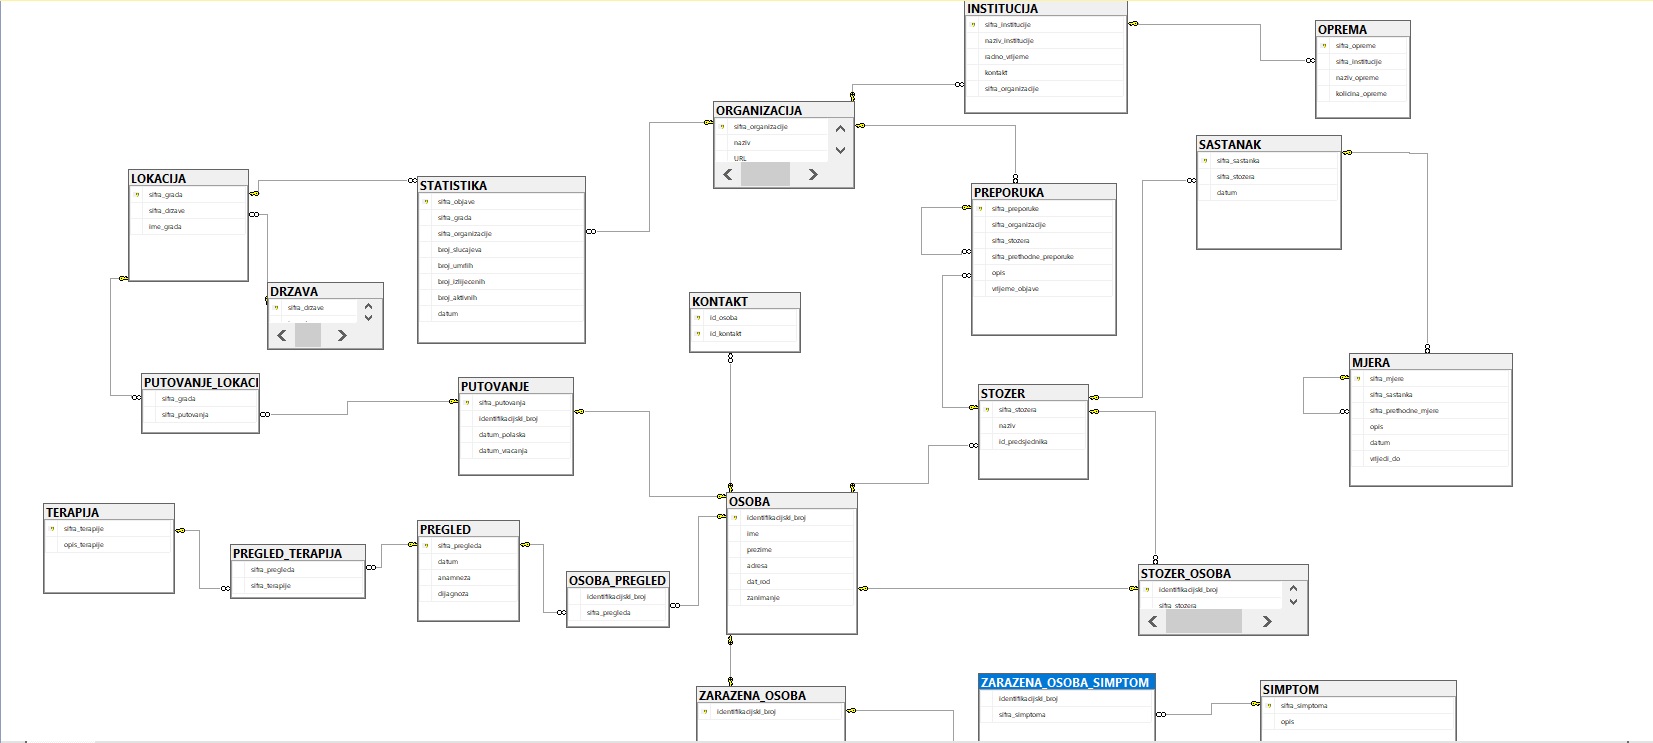 INSTITUCIJA
sifra_institucije
naziv_institucije
radno_vrijeme
kontakt
sifra_organizacije
OPREMA
sifra_opreme
sifra_institucije
naziv_opreme
kolicina_opreme
ORGANIZACIJA
sifra_organizacije
naziv
URL
SASTANAK
sifra_sastanka
sifra_stozera
datum
LOKACIJA
sifra_grada
sifra_drzave
ime_grada
STATISTIKA
sifra_objave
sifra_grada
sifra_organizacije
broj_slucajeva
broj_umrlih
broj_izlijecenih
broj_aktivnih
datum
PREPORUKA
sifra_preporuke
sifra_organizacije
sifra_stozera
sifra_prethodne_preporuke
opis
vrijeme_objave
DRZAVA
sifra_drzave
KONTAKT
id_osoba
id_kontakt
MJERA
sifra_mjere
sifra_sastanka
sifra_prethodne_mjere
opis
datum
vrijedi_do
PUTOVANJE_LOKACI
sifra_grada
sifra_putovanja
PUTOVANJE
sifra_putovanja
identifikacijski_broj
datum_polaska
datum_vracanja
STOZER
sifra_stozera
naziv
id_predsjednika
TERAPIJA
sifra_terapije
opis_terapije
PREGLED_TERAPIJA
sifra_pregleda
sifra_terapije
PREGLED
sifra_pregleda
datum
anamneza
dijagnoza
OSOBA_PREGLED
identifikacijski_broj
sifra_pregleda
OSOBA
identifikacijski_broj
ime
prezime
adresa
dat_rod
zanimanje
STOZER_OSOBA
identifikacijski_broj
sifra_stozera
ZARAZENA_OSOBA
identifikacijski_broj
ZARAZENA_OSOBA_SIMPTOM
identifikacijski_broj
sifra_simptoma
SIMPTOM
sifra_simptoma
opis